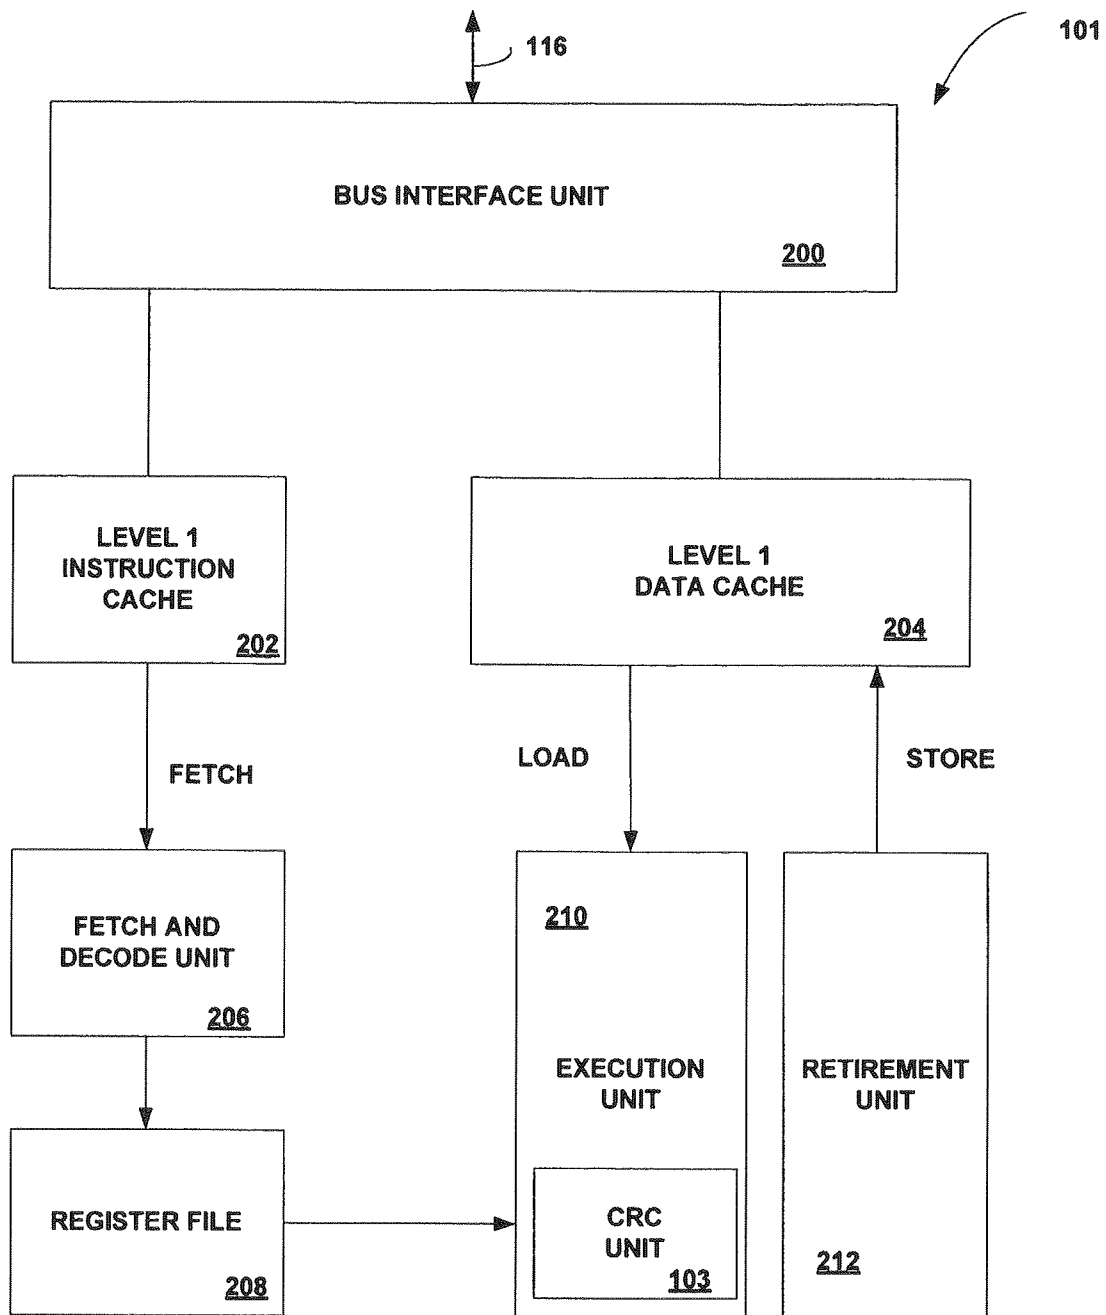 101
116
BUS INTERFACE UNIT
200
LEVEL 1
INSTRUCTION
CACHE
202
LEVEL 1
DATA CACHE
204
FETCH
LOAD
STORE
FETCH AND
DECODE UNIT
206
210
EXECUTION
UNIT
RETIREMENT
UNIT
REGISTER FILE
208
CRC
UNIT
103
212